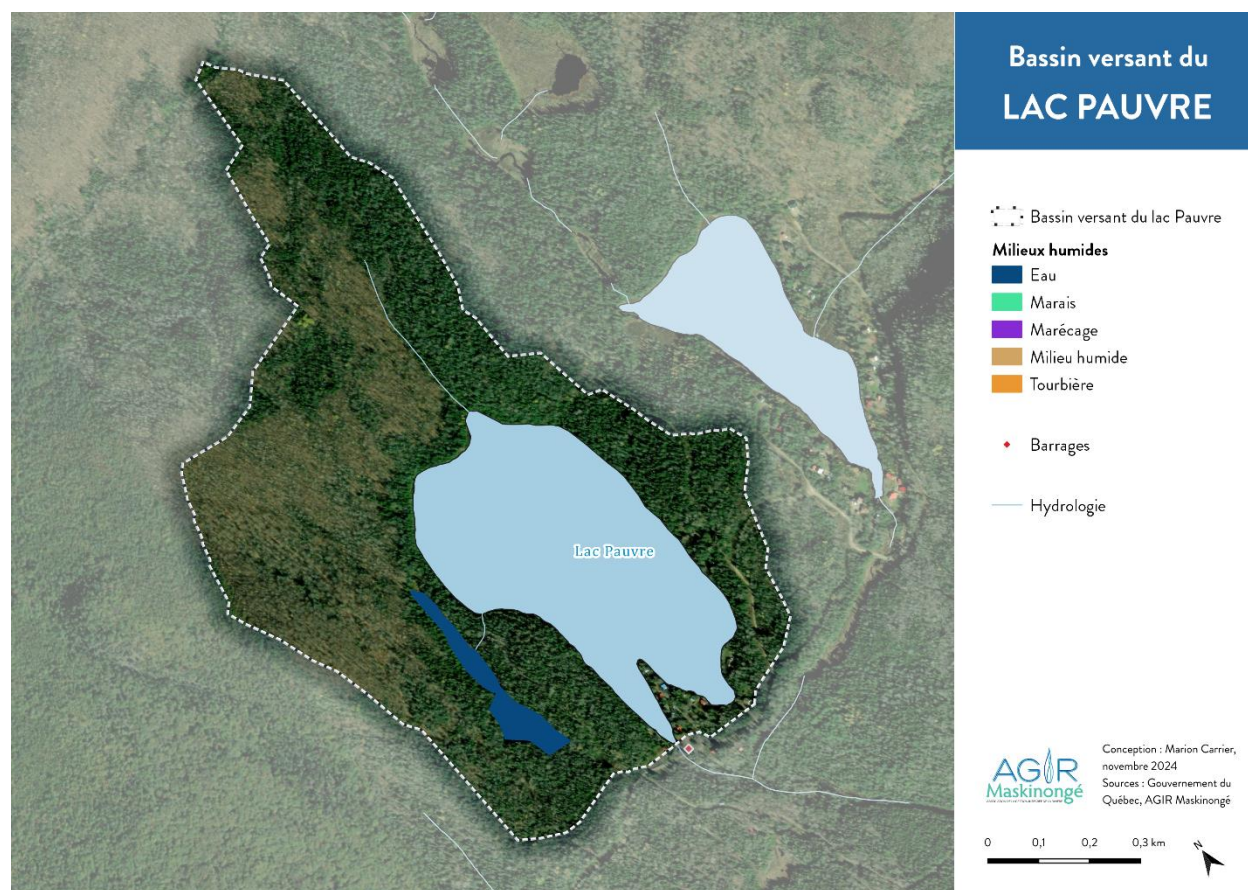 Bassin versant du
LAC PAUVRE
Bassin versant du lac Pauvre
Milieux humides
Eau
Marais
Marécage
Milieu humide
Tourbière
Barrages
Hydrologie
Lac Pauvre
AGIR
Maskinongé
Conception : Marion Carrier,
novembre 2024
Sources : Gouvernement du
Québec, AGIR Maskinongé
0 0,1 0,2 0,3 km
N